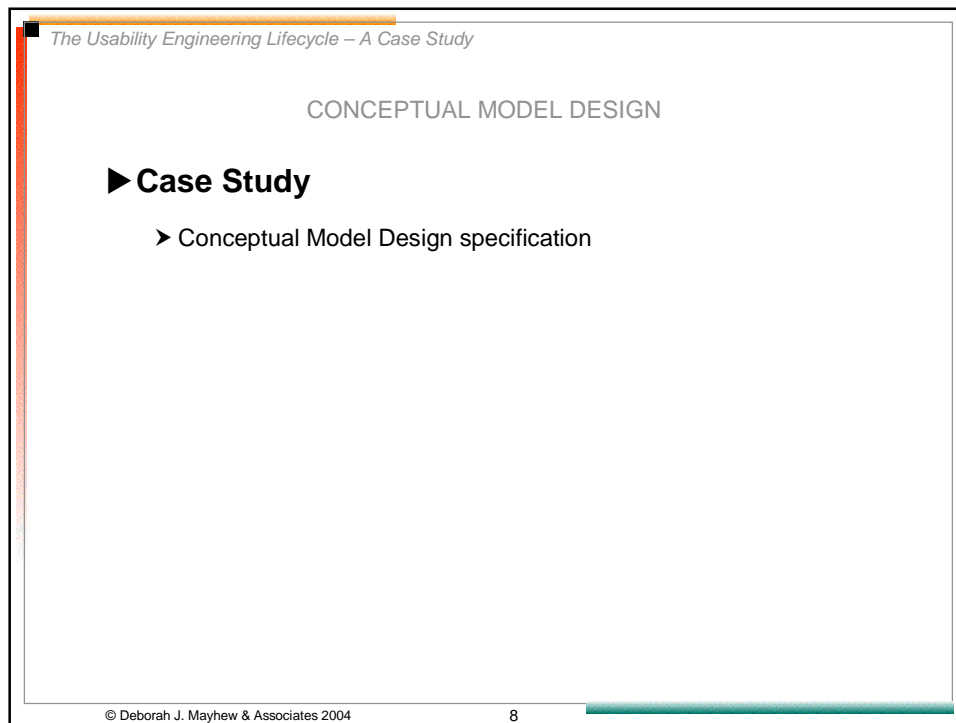 The Usability Engineering Lifecycle – A Case Study
CONCEPTUAL MODEL DESIGN
▶Case Study
➤ Conceptual Model Design specification
© Deborah J. Mayhew & Associates 2004
8